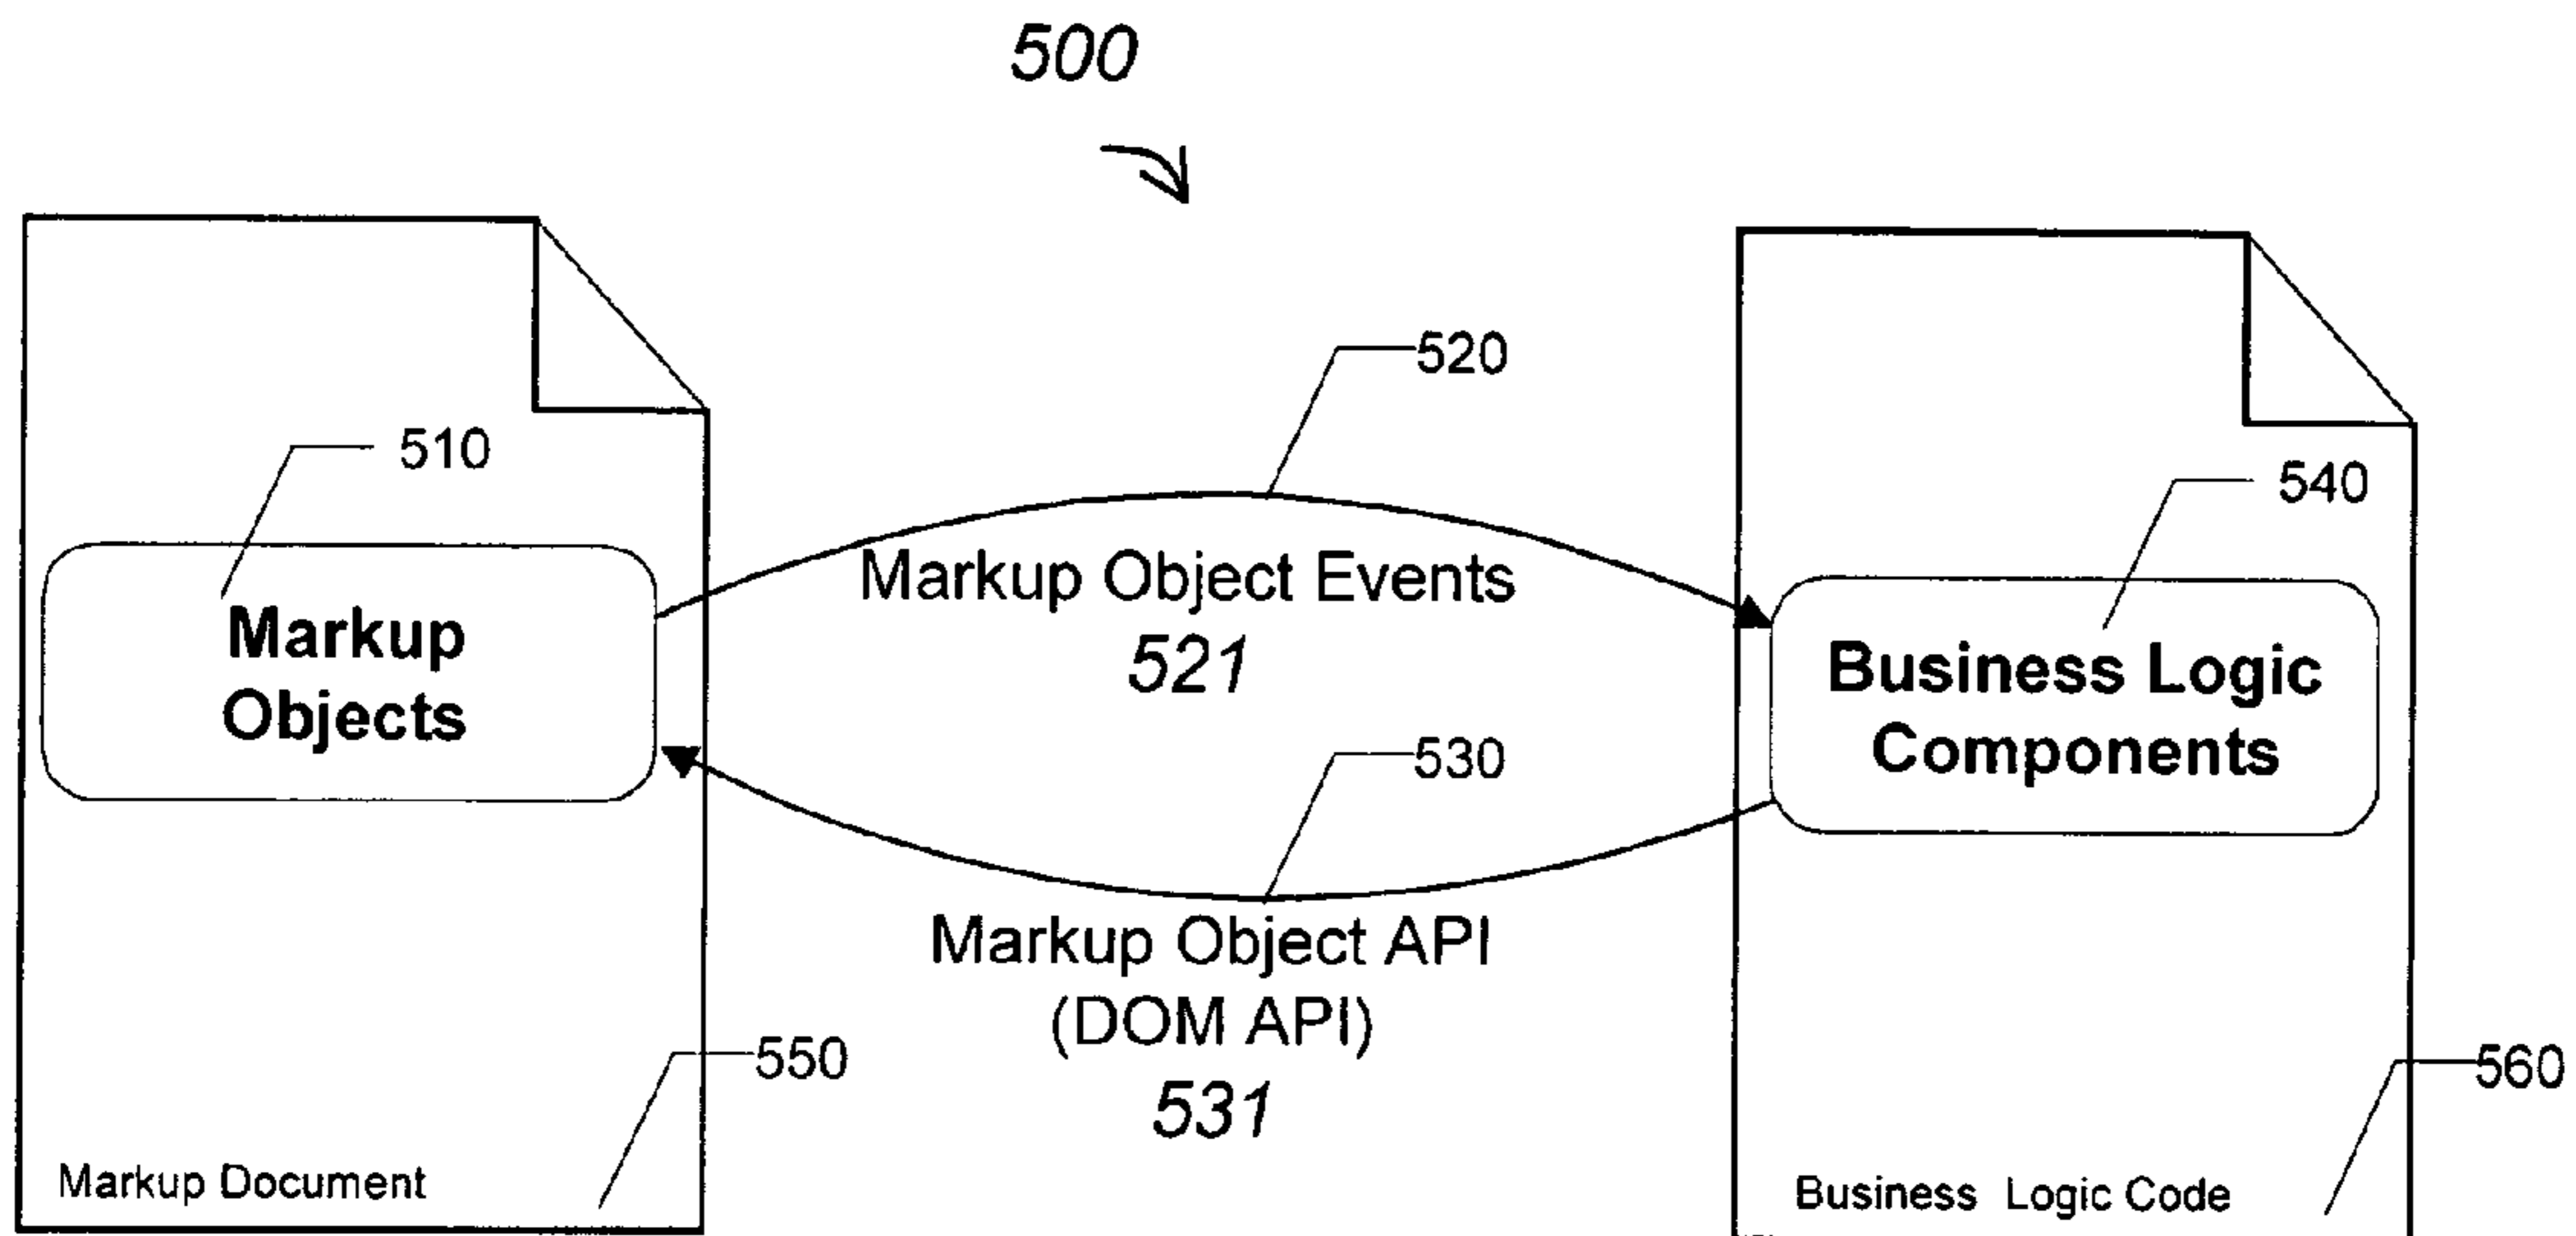 500
520
510
540
Markup Object Events
521
Markup
Objects
Business Logic
Components
530
Markup Object API
(DOM API)
531
550
560
Markup Document
Business Logic Code